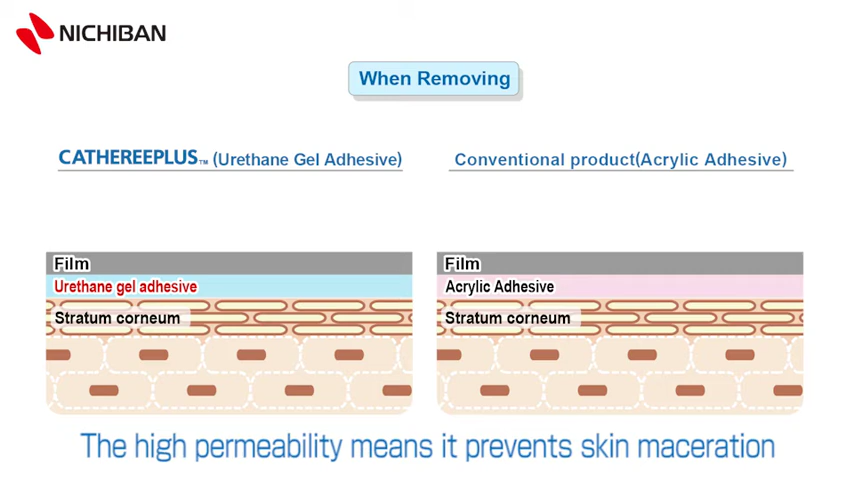 NICHIBAN
When Removing
CATHEREEPLUS™ (Urethane Gel Adhesive)
Conventional product(Acrylic Adhesive)
Film
Urethane gel adhesive
Stratum corneum
Film
Acrylic Adhesive
Stratum corneum
The high permeability means it prevents skin maceration